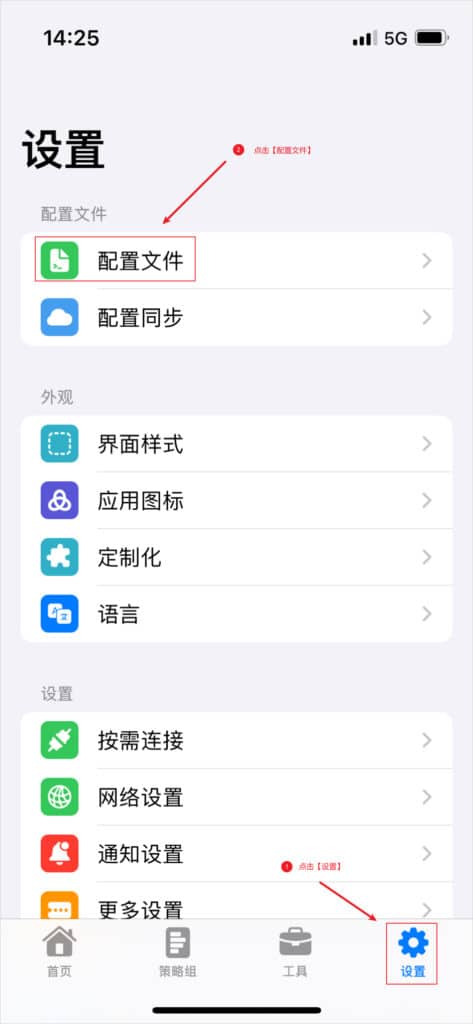 14:25
5G
设置
2 点击【配置文件】
配置文件
配置文件
配置同步
外观
界面样式
应用图标
定制化
语言
设置
按需连接
网络设置
通知设置
1 点击【设置】
更多设置
首页
策略组
工具
设置